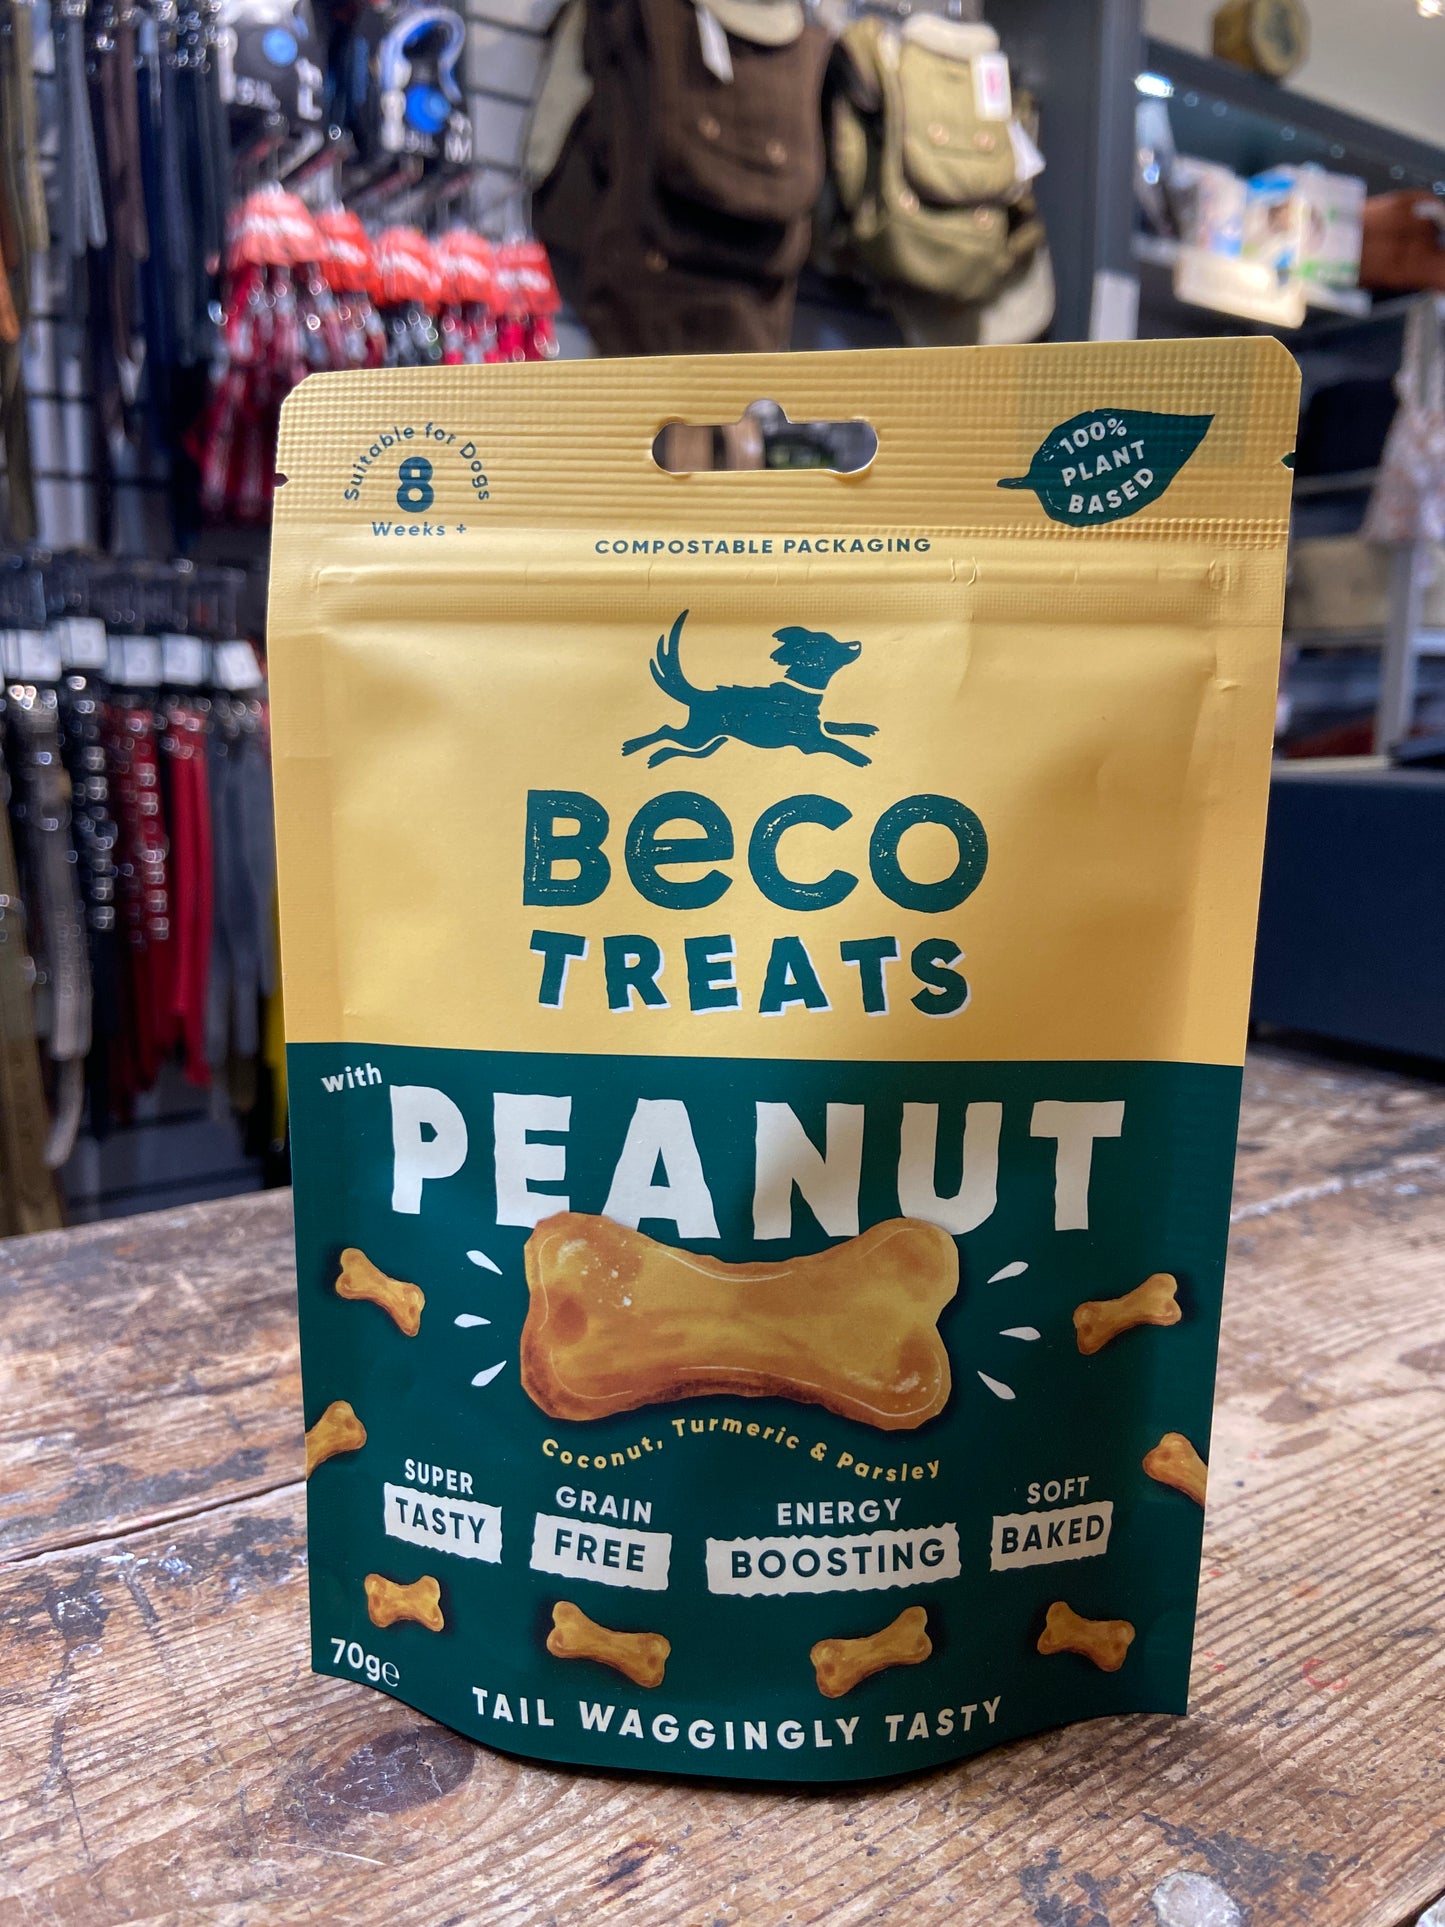 Suitable for Dogs
8
Weeks +
100%
PLANT
BASED
COMPOSTABLE PACKAGING
Beco
TREATS
with
PEANUT
Coconut, Turmeric & Parsley
SUPER
TASTY
GRAIN
FREE
ENERGY
BOOSTING
SOFT
BAKED
70g℮
TAIL WAGGINGLY TASTY